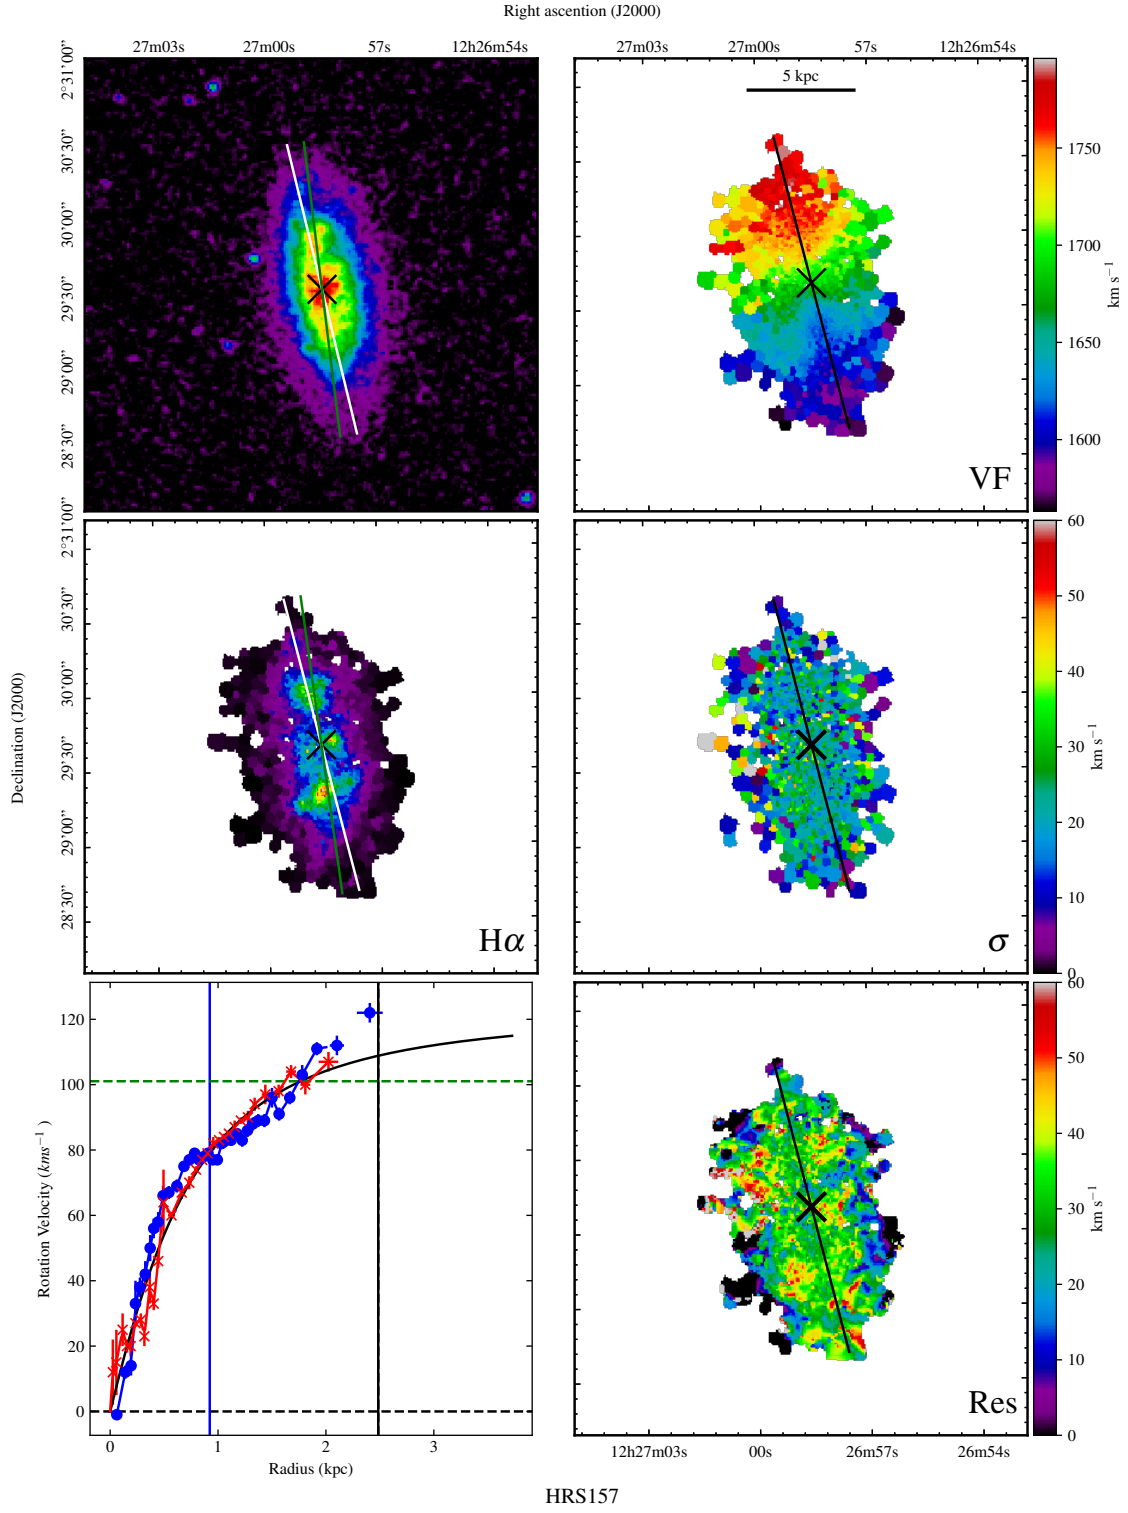 Right ascention (J2000)
27m03s 27m00s 57s 12h26m54s 27m03s 27m00s 57s 12h26m54s
2°31'00" 30'30" 30'00" 29'30" 29'00" 28'30" 2°31'00"
5 kpc
VF
1750
1700
1650
1600
km s⁻¹
Declination (J2000)
30'30" 30'00" 29'30" 29'00" 28'30"
Hα
σ
60
50
40
30
20
10
0
km s⁻¹
Rotation Velocity (kms⁻¹ )
120
100
80
60
40
20
0
0 1 2 3
Radius (kpc)
Res
60
50
40
30
20
10
0
km s⁻¹
12h27m03s 00s 26m57s 26m54s
HRS157